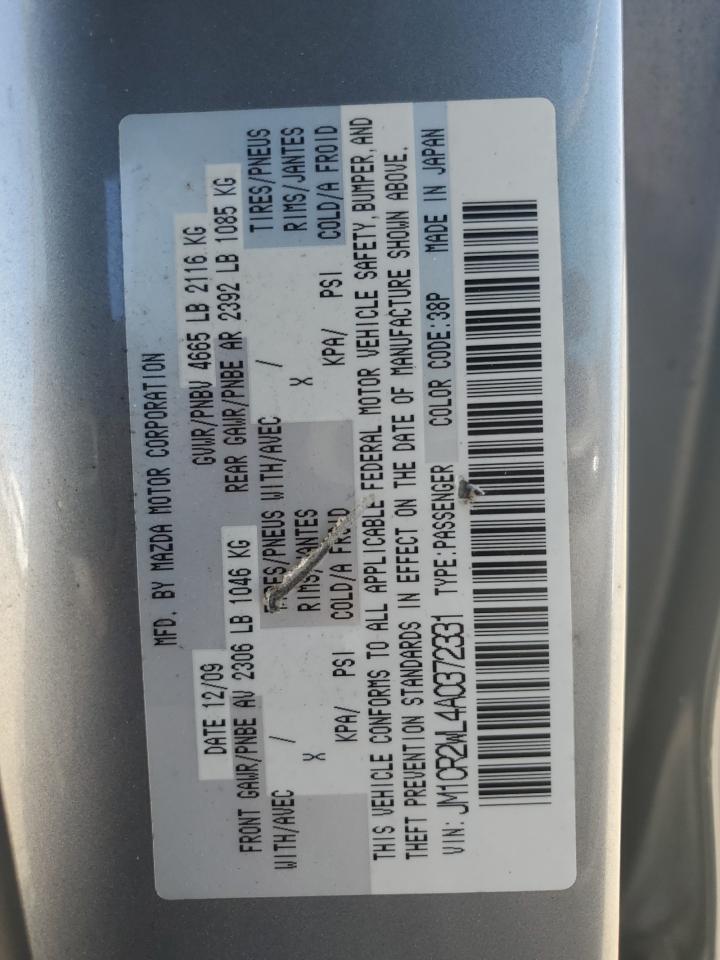 MFD. BY MAZDA MOTOR CORPORATION
DATE 12/09 GVWR/PNBV 4665 LB 2116 KG
FRONT GAWR/PNBE AV 2306 LB 1046 KG REAR GAWR/PNBE AR 2392 LB 1085 KG
WITH/AVEC / TIRES/PNEUS WITH/AVEC / TIRES/PNEUS
X RIMS/JANTES X RIMS/JANTES
KPA/ PSI COLD/A FROID KPA/ PSI COLD/A FROID
THIS VEHICLE CONFORMS TO ALL APPLICABLE FEDERAL MOTOR VEHICLE SAFETY, BUMPER, AND
THEFT PREVENTION STANDARDS IN EFFECT ON THE DATE OF MANUFACTURE SHOWN ABOVE.
VIN: JM1CR2WL4A0372331 TYPE:PASSENGER COLOR CODE:38P MADE IN JAPAN